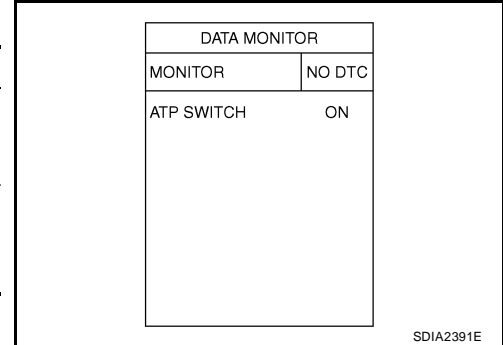 DATA MONITOR
MONITOR NO DTC
ATP SWITCH ON
SDIA2391E